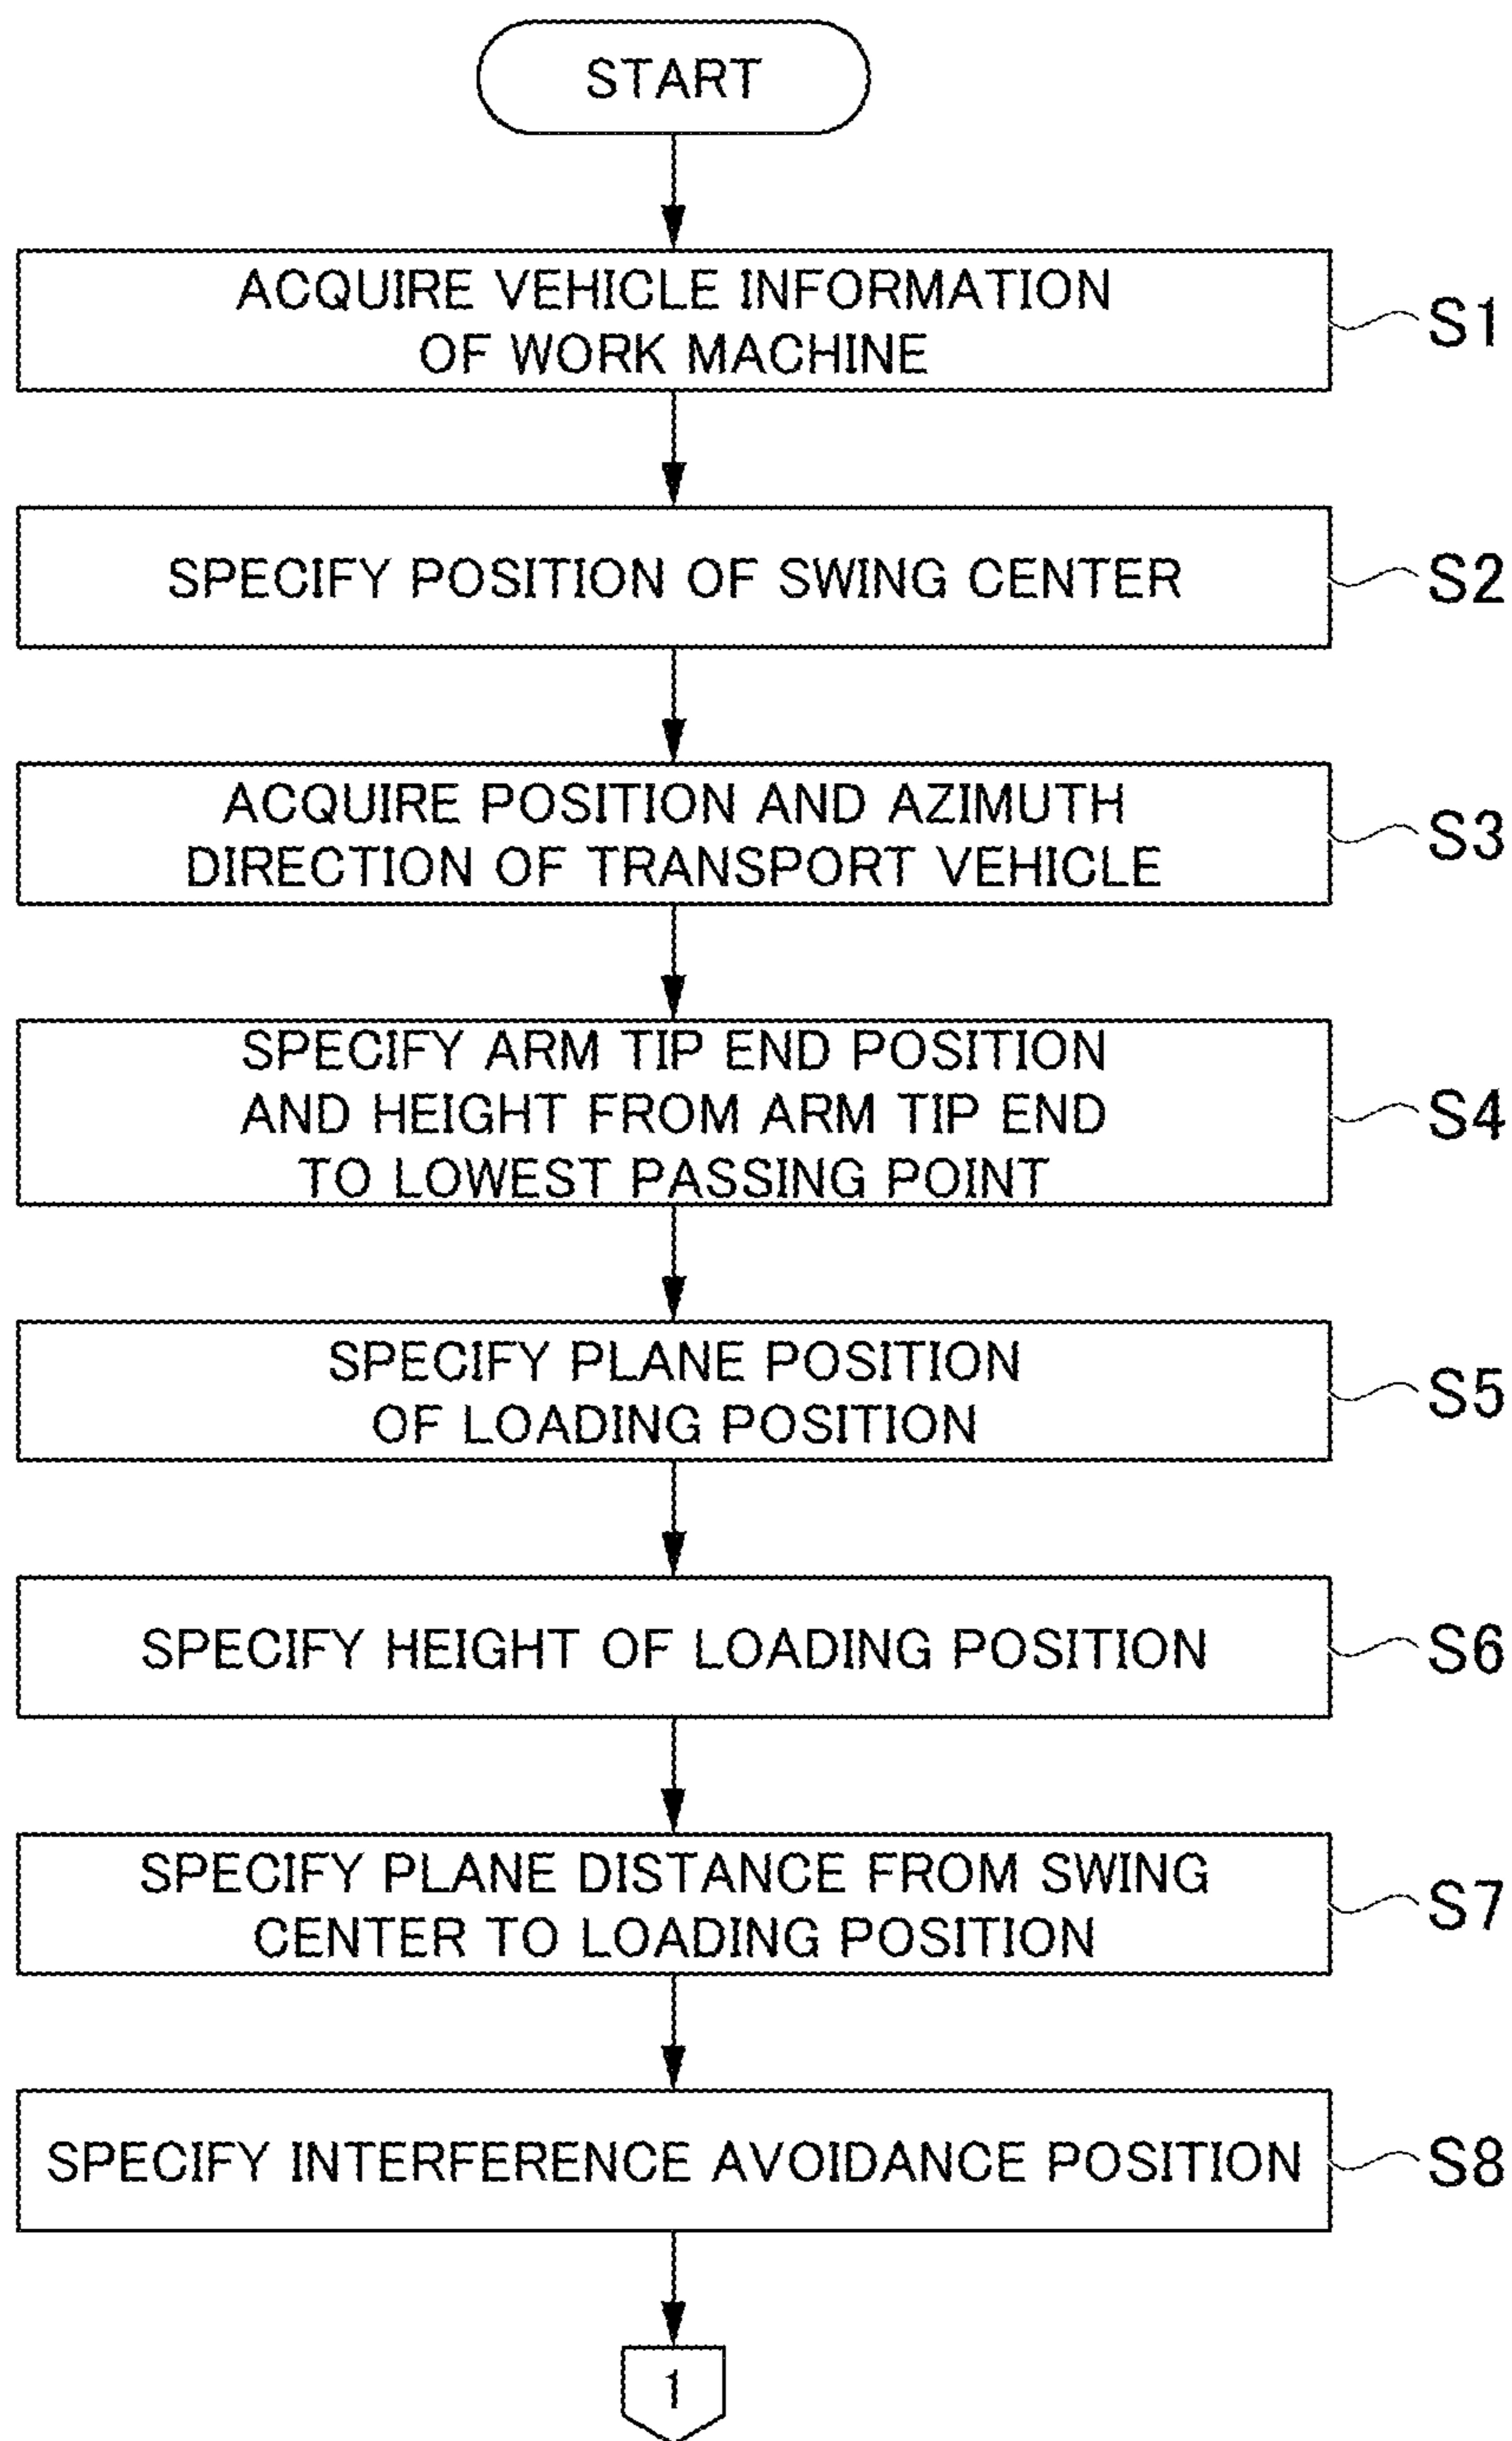 START
ACQUIRE VEHICLE INFORMATION
OF WORK MACHINE
S1
SPECIFY POSITION OF SWING CENTER
S2
ACQUIRE POSITION AND AZIMUTH
DIRECTION OF TRANSPORT VEHICLE
S3
SPECIFY ARM TIP END POSITION
AND HEIGHT FROM ARM TIP END
TO LOWEST PASSING POINT
S4
SPECIFY PLANE POSITION
OF LOADING POSITION
S5
SPECIFY HEIGHT OF LOADING POSITION
S6
SPECIFY PLANE DISTANCE FROM SWING
CENTER TO LOADING POSITION
S7
SPECIFY INTERFERENCE AVOIDANCE POSITION
S8
1